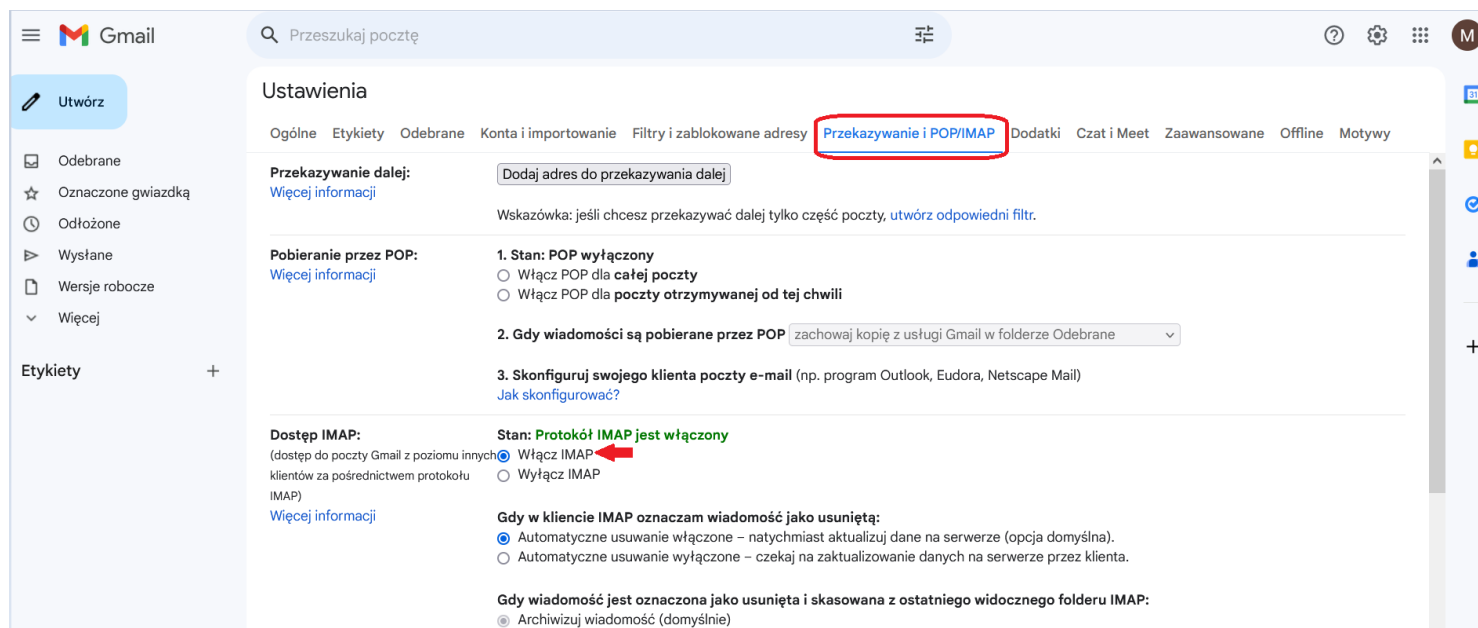 Gmail
Przeszukaj pocztę
M
Utwórz
Odebrane
Oznaczone gwiazdką
Odłożone
Wysłane
Wersje robocze
Więcej
Etykiety
Ustawienia
Ogólne Etykiety Odebrane Konta i importowanie Filtry i zablokowane adresy Przekazywanie i POP/IMAP Dodatki Czat i Meet Zaawansowane Offline Motywy
Przekazywanie dalej:
Więcej informacji
Dodaj adres do przekazywania dalej
Wskazówka: jeśli chcesz przekazywać dalej tylko część poczty, utwórz odpowiedni filtr.
Pobieranie przez POP:
Więcej informacji
1. Stan: POP wyłączony
Włącz POP dla całej poczty
Włącz POP dla poczty otrzymywanej od tej chwili
2. Gdy wiadomości są pobierane przez POP zachowaj kopię z usługi Gmail w folderze Odebrane
3. Skonfiguruj swojego klienta poczty e-mail (np. program Outlook, Eudora, Netscape Mail)
Jak skonfigurować?
Dostęp IMAP:
(dostęp do poczty Gmail z poziomu innych
klientów za pośrednictwem protokołu
IMAP)
Więcej informacji
Stan: Protokół IMAP jest włączony
Włącz IMAP
Wyłącz IMAP
Gdy w kliencie IMAP oznaczam wiadomość jako usuniętą:
Automatyczne usuwanie włączone – natychmiast aktualizuj dane na serwerze (opcja domyślna).
Automatyczne usuwanie wyłączone – czekaj na zaktualizowanie danych na serwerze przez klienta.
Gdy wiadomość jest oznaczona jako usunięta i skasowana z ostatniego widocznego folderu IMAP:
Archiwizuj wiadomość (domyślnie)
31